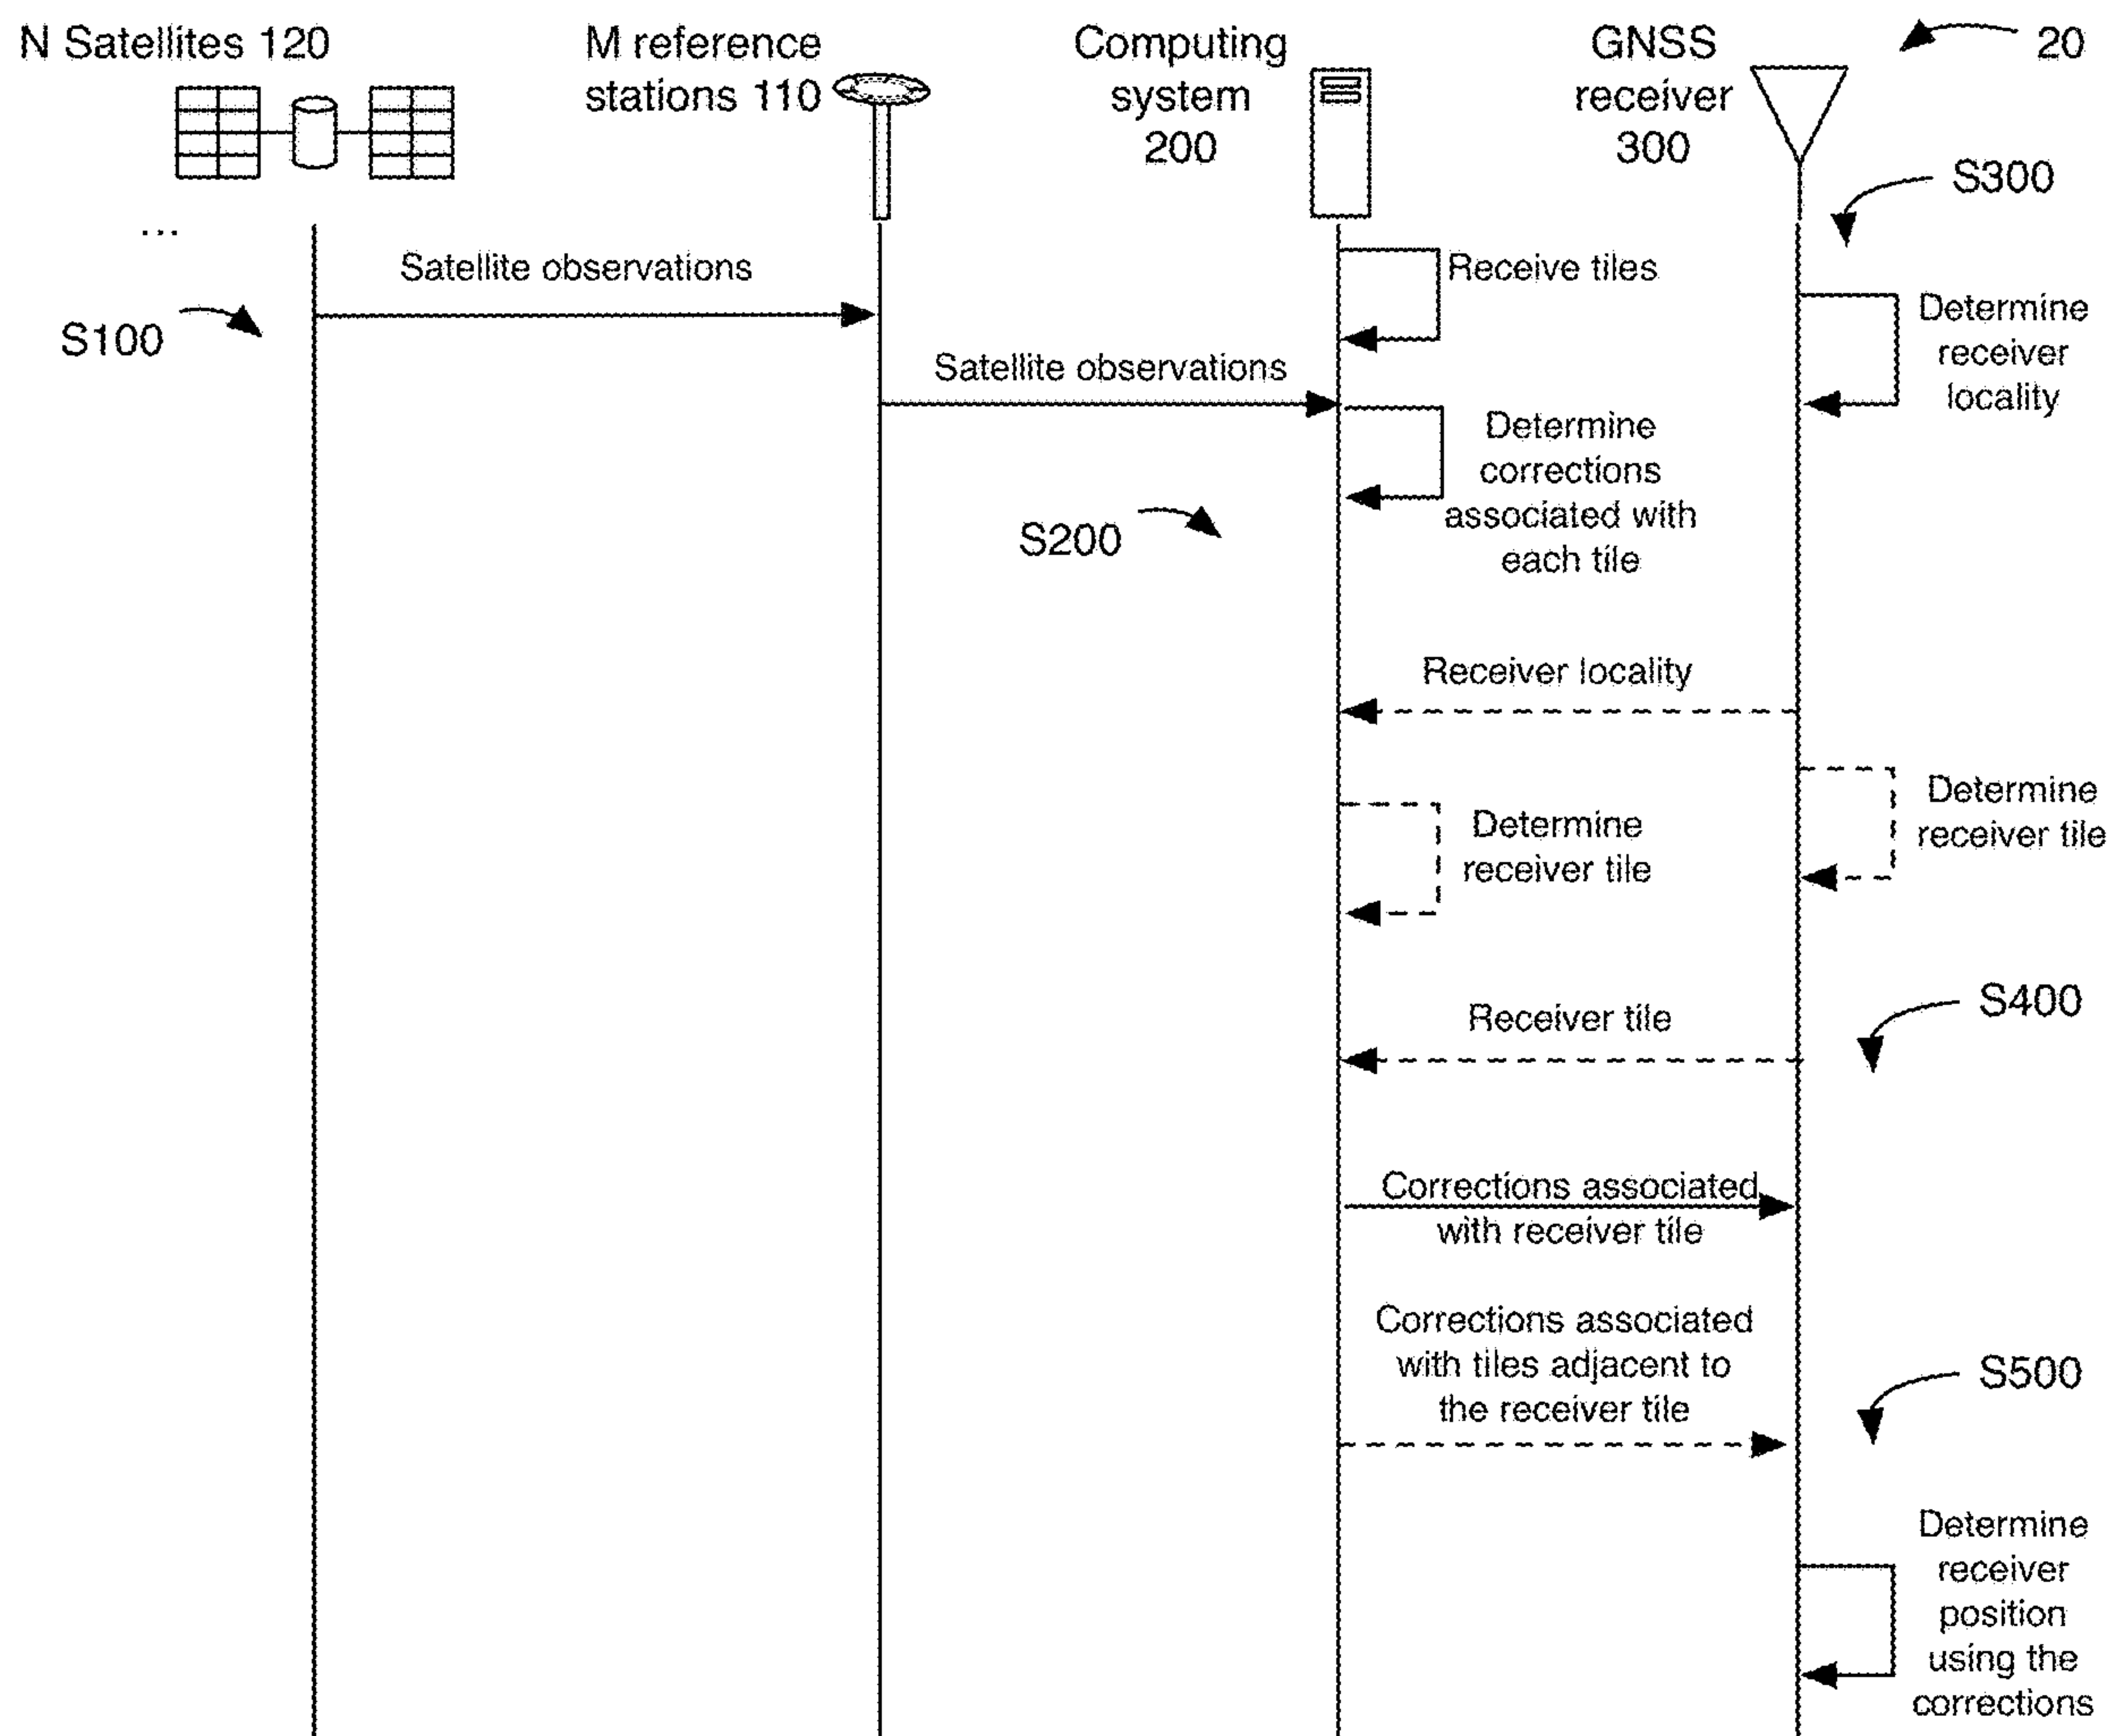 N Satellites 120
M reference
stations 110
Computing
system
200
GNSS
receiver
300
20
S300
...
Satellite observations
Receive tiles
S100
Determine
receiver
locality
Satellite observations
Determine
corrections
associated with
each tile
S200
Receiver locality
Determine
receiver tile
Determine
receiver tile
S400
Receiver tile
Corrections associated
with receiver tile
Corrections associated
with tiles adjacent to
the receiver tile
S500
Determine
receiver
position
using the
corrections